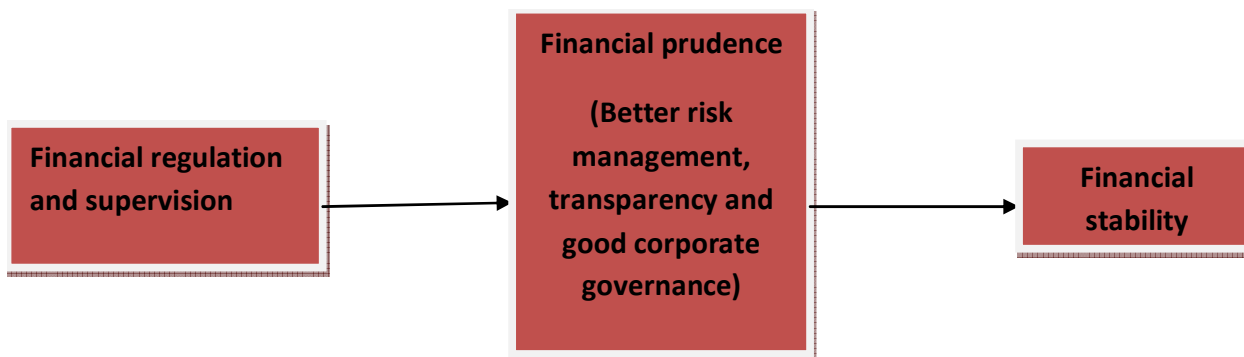 Financial regulation
and supervision
Financial prudence
(Better risk
management,
transparency and
good corporate
governance)
Financial
stability